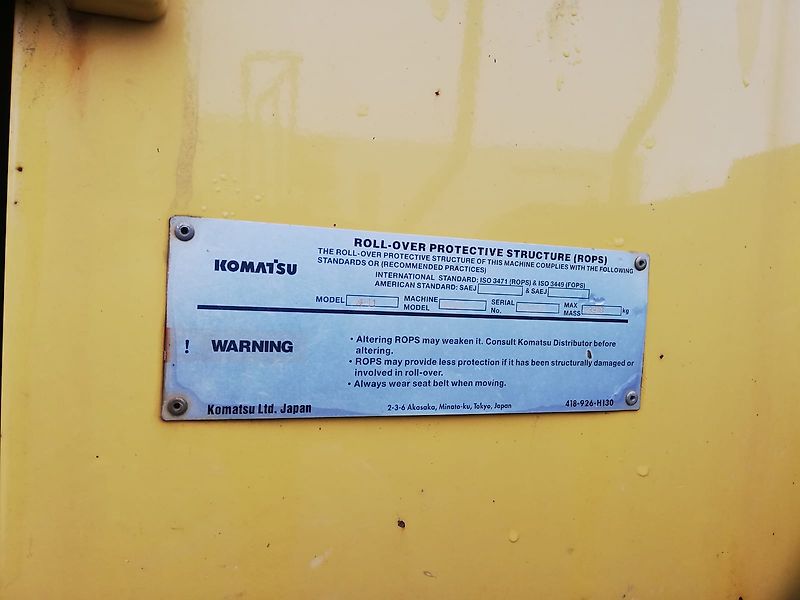 ROLL-OVER PROTECTIVE STRUCTURE (ROPS)
KOMATSU
THE ROLL-OVER PROTECTIVE STRUCTURE OF THIS MACHINE COMPLIES WITH THE FOLLOWING
STANDARDS OR (RECOMMENDED PRACTICES)
INTERNATIONAL STANDARD: ISO 3471 (ROPS) & ISO 3449 (FOPS)
AMERICAN STANDARD: SAEJ & SAEJ
MODEL MACHINE MODEL SERIAL No. MAX MASS kg
! WARNING
• Altering ROPS may weaken it. Consult Komatsu Distributor before
altering.
• ROPS may provide less protection if it has been structurally damaged or
involved in roll-over.
• Always wear seat belt when moving.
Komatsu Ltd. Japan 2-3-6 Akasaka, Minato-ku, Tokyo, Japan 418-926-H130